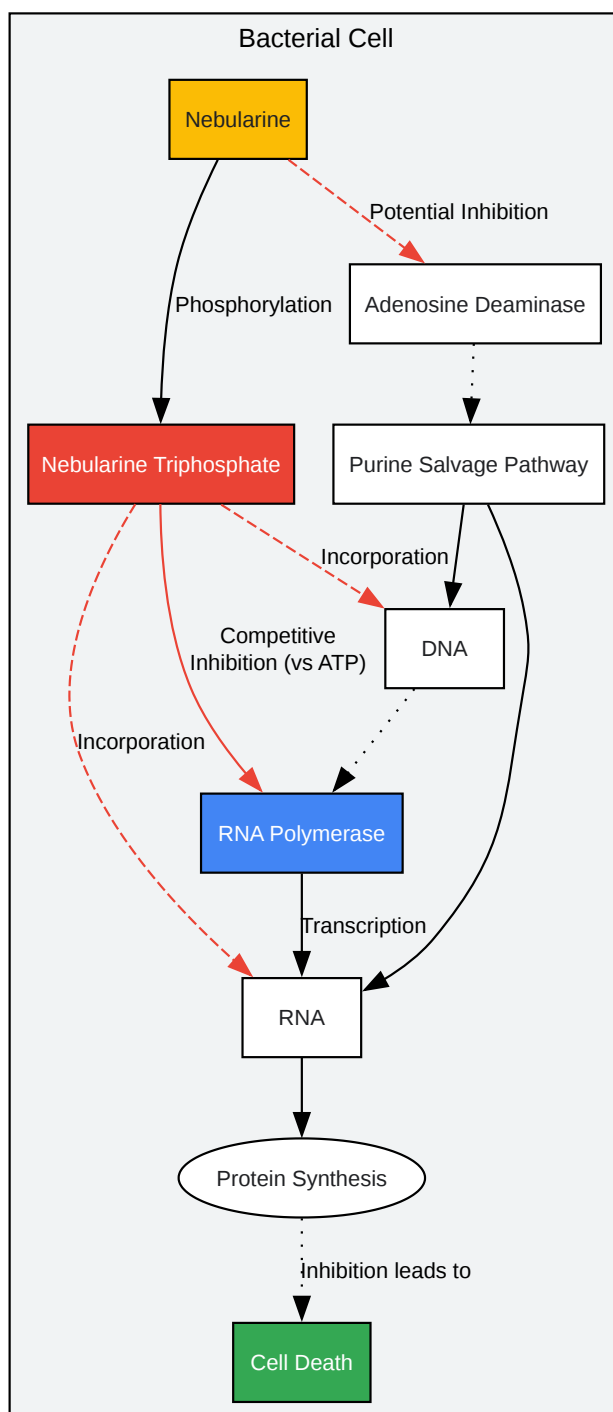 Bacterial Cell
Nebularine
Potential Inhibition
Adenosine Deaminase
Phosphorylation
Nebularine Triphosphate
Purine Salvage Pathway
Incorporation
DNA
Competitive
Inhibition (vs ATP)
Incorporation
RNA Polymerase
Transcription
RNA
Protein Synthesis
Inhibition leads to
Cell Death